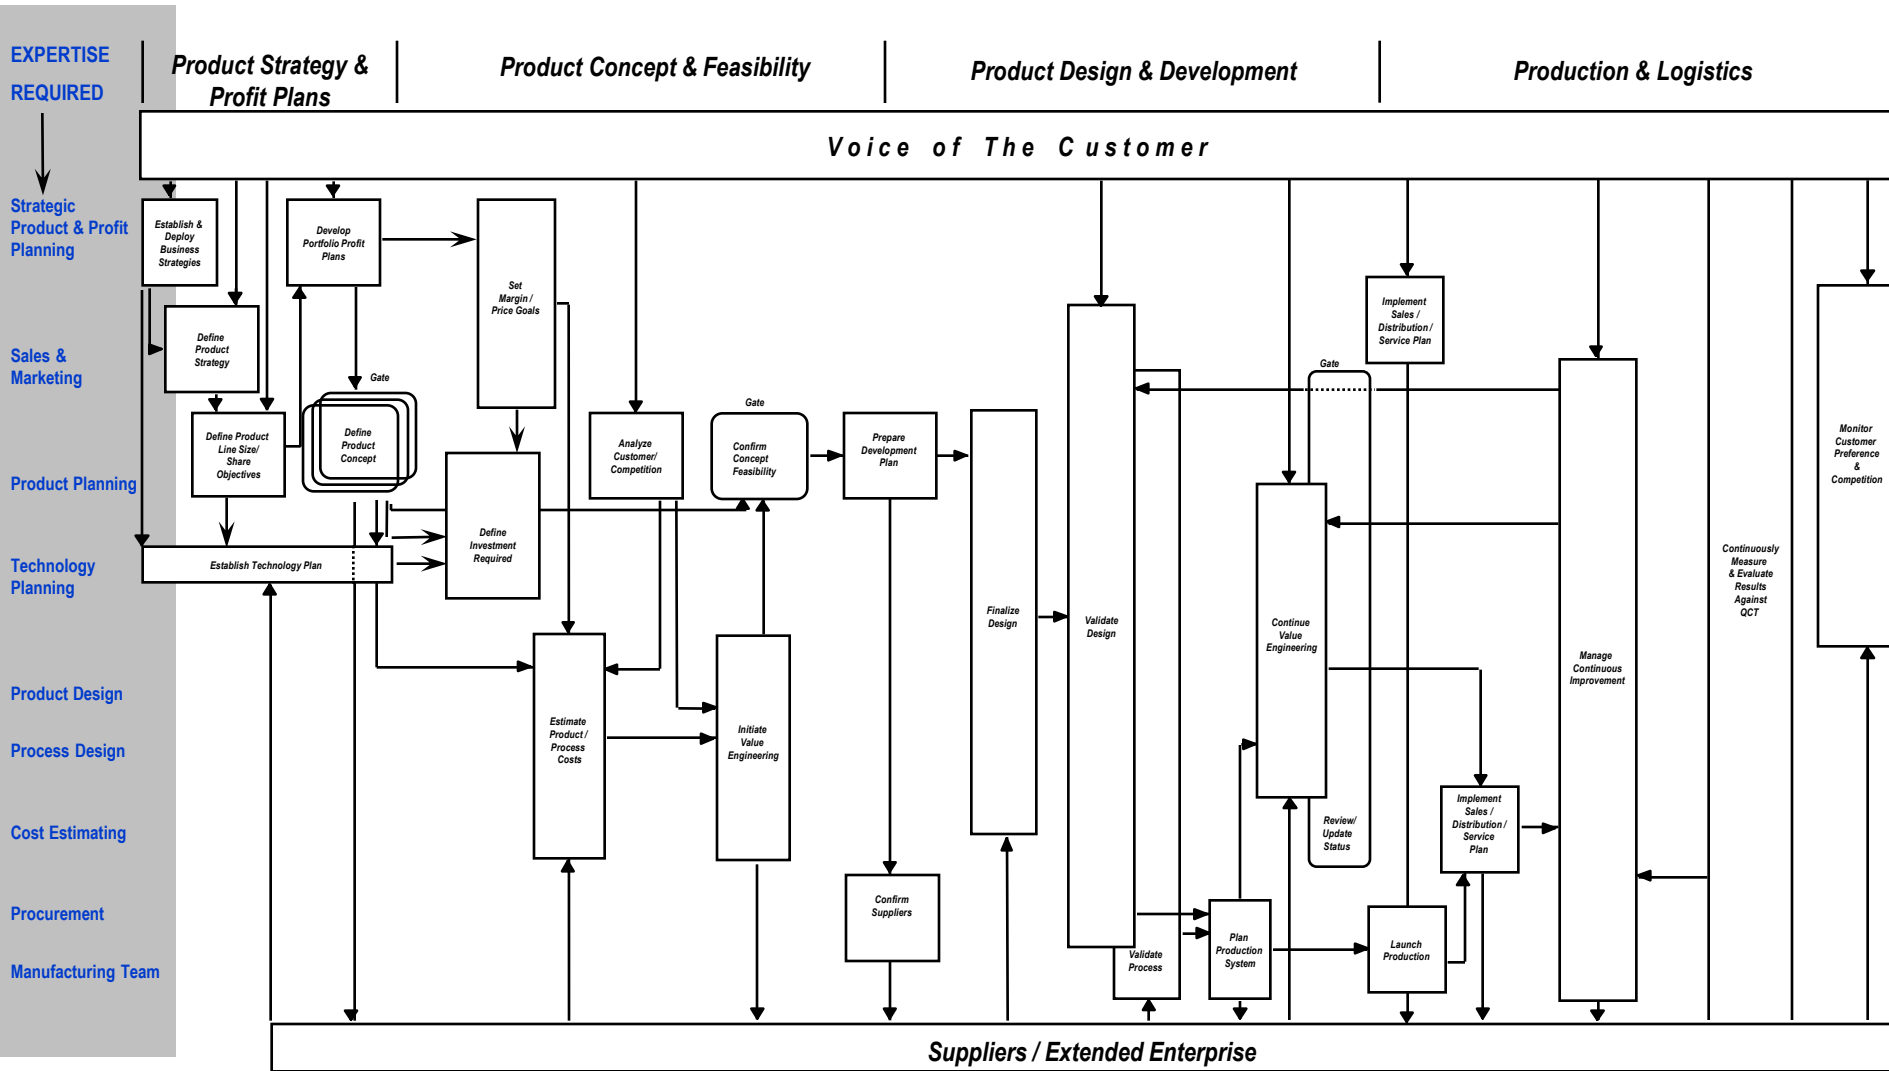 EXPERTISE
REQUIRED
Product Strategy &
Profit Plans
Product Concept & Feasibility
Product Design & Development
Production & Logistics
Voice of The Customer
Strategic
Product & Profit
Planning
Sales &
Marketing
Product Planning
Technology
Planning
Product Design
Process Design
Cost Estimating
Procurement
Manufacturing Team
Establish &
Deploy
Business
Strategies
Define
Product
Strategy
Define Product
Line Size/
Share
Objectives
Develop
Portfolio Profit
Plans
Gate
Define
Product
Concept
Establish Technology Plan
Set
Margin /
Price Goals
Define
Investment
Required
Estimate
Product /
Process
Costs
Analyze
Customer/
Competition
Gate
Confirm
Concept
Feasibility
Initiate
Value
Engineering
Prepare
Development
Plan
Confirm
Suppliers
Finalize
Design
Validate
Design
Validate
Process
Plan
Production
System
Continue
Value
Engineering
Gate
Review/
Update
Status
Implement
Sales /
Distribution /
Service Plan
Launch
Production
Implement
Sales /
Distribution /
Service
Plan
Manage
Continuous
Improvement
Continuously
Measure
& Evaluate
Results
Against
QCT
Monitor
Customer
Preference
&
Competition
Suppliers / Extended Enterprise